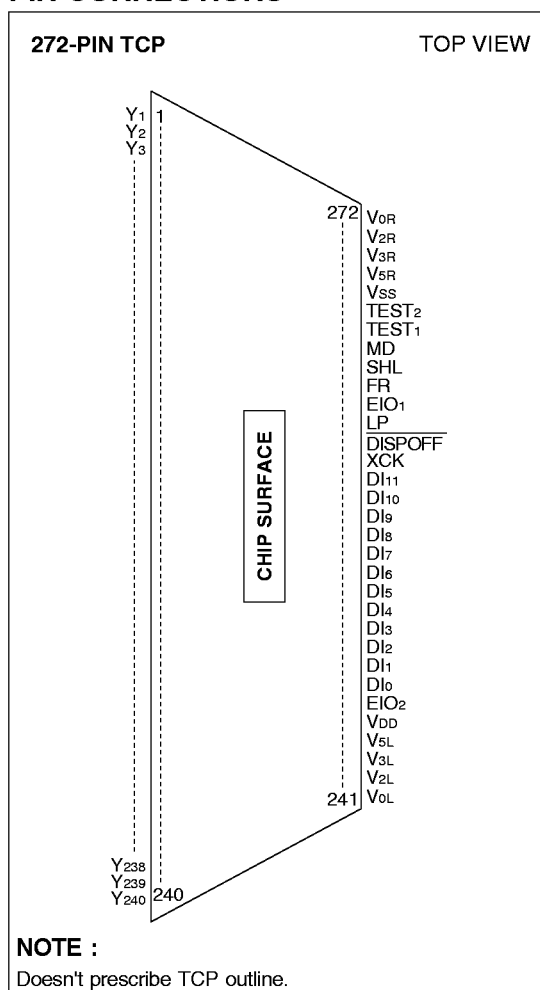 272-PIN TCP
TOP VIEW
Y1 1
Y2
Y3
272 V0R
V2R
V3R
V5R
VSS
TEST2
TEST1
MD
SHL
FR
EIO1
LP
DISPOFF
XCK
DI11
DI10
DI9
DI8
DI7
DI6
DI5
DI4
DI3
DI2
DI1
DI0
EIO2
VDD
V5L
V3L
V2L
241 V0L
CHIP SURFACE
Y238
Y239
Y240 240
NOTE :
Doesn't prescribe TCP outline.